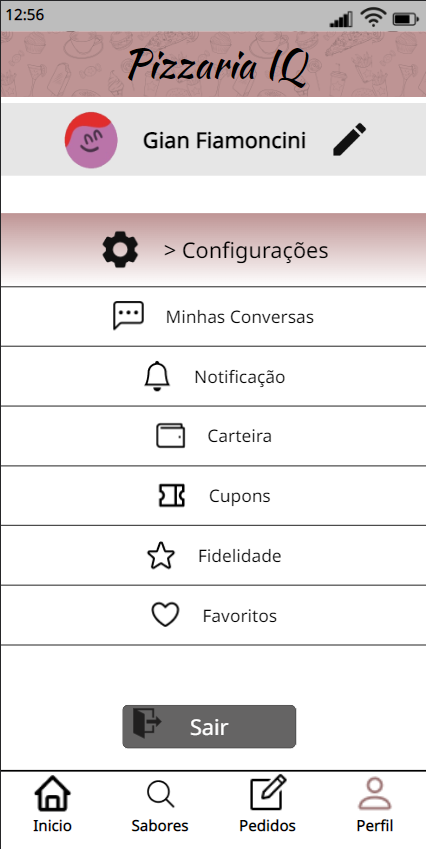 12:56
Pizzaria IQ
Gian Fiamoncini
> Configurações
Minhas Conversas
Notificação
Carteira
Cupons
Fidelidade
Favoritos
Sair
Inicio
Sabores
Pedidos
Perfil